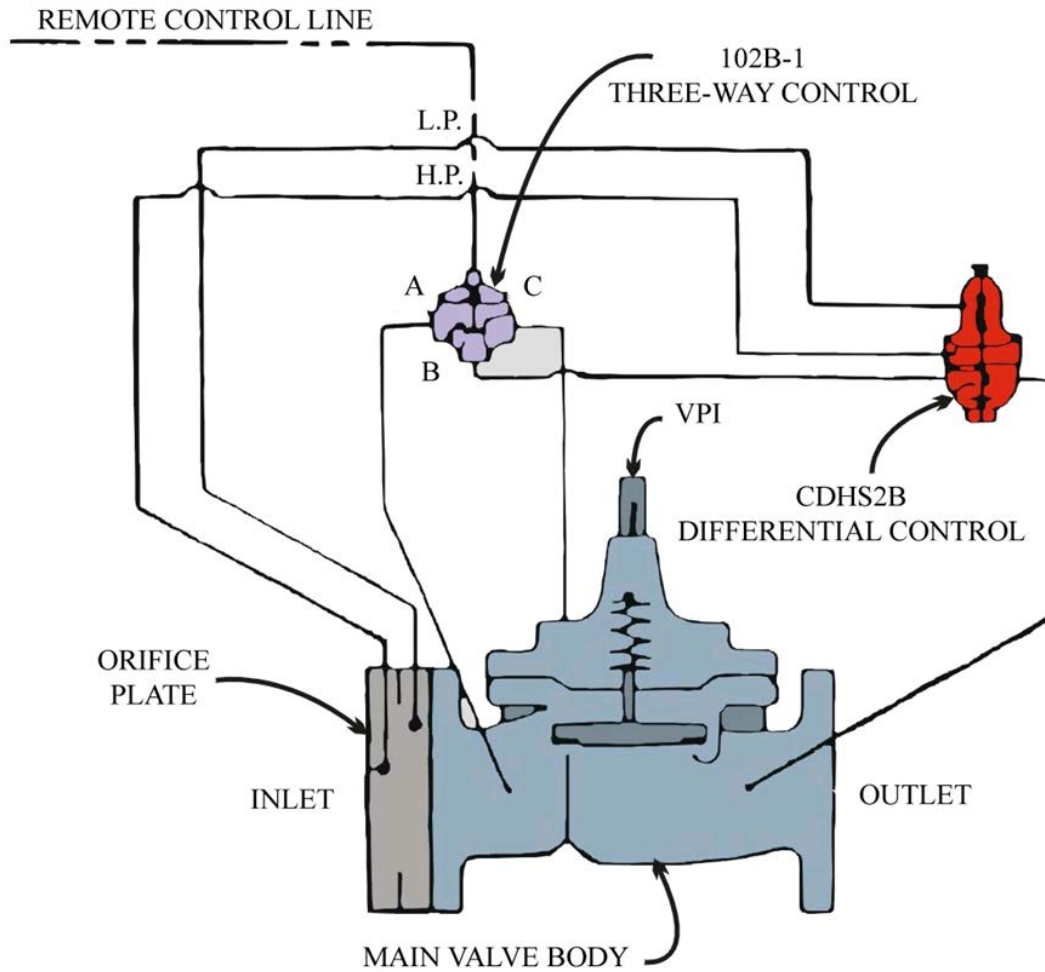 REMOTE CONTROL LINE
102B-1
THREE-WAY CONTROL
L.P.
H.P.
A
C
B
VPI
CDHS2B
DIFFERENTIAL CONTROL
ORIFICE
PLATE
INLET
OUTLET
MAIN VALVE BODY